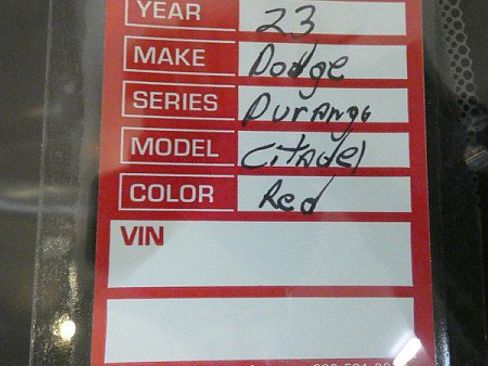 YEAR 23
MAKE Dodge
SERIES Durango
MODEL Citadel
COLOR Red
VIN